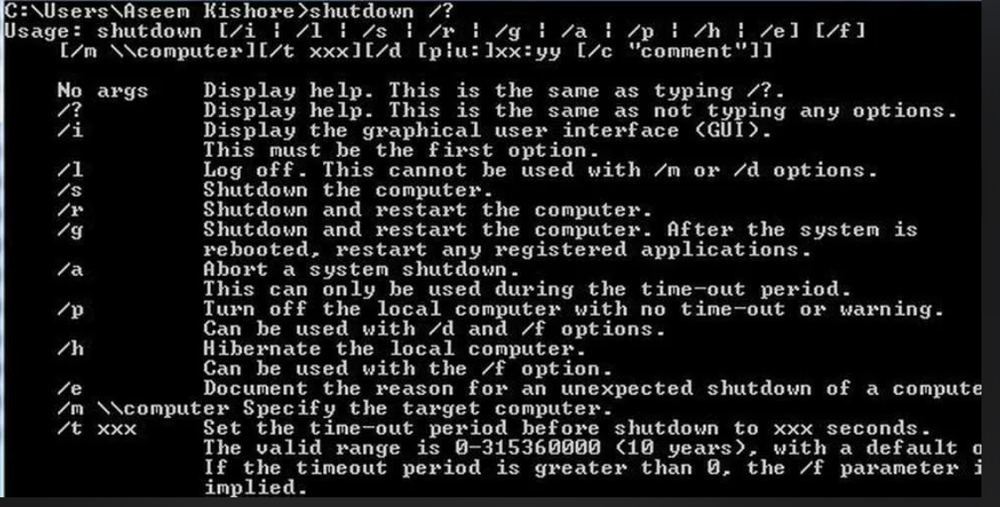 C:\Users\Aseem Kishore>shutdown /?
Usage: shutdown [/i | /l | /s | /r | /g | /a | /p | /h | /e] [/f]
[/m \\computer][/t xxx][/d [p|u:]xx:yy [/c "comment"]]
No args Display help. This is the same as typing /?.
/? Display help. This is the same as not typing any options.
/i Display the graphical user interface (GUI).
This must be the first option.
/l Log off. This cannot be used with /m or /d options.
/s Shutdown the computer.
/r Shutdown and restart the computer.
/g Shutdown and restart the computer. After the system is
rebooted, restart any registered applications.
/a Abort a system shutdown.
This can only be used during the time-out period.
/p Turn off the local computer with no time-out or warning.
Can be used with /d and /f options.
/h Hibernate the local computer.
Can be used with the /f option.
/e Document the reason for an unexpected shutdown of a compute
/m \\computer Specify the target computer.
/t xxx Set the time-out period before shutdown to xxx seconds.
The valid range is 0-315360000 (10 years), with a default
If the timeout period is greater than 0, the /f parameter
implied.